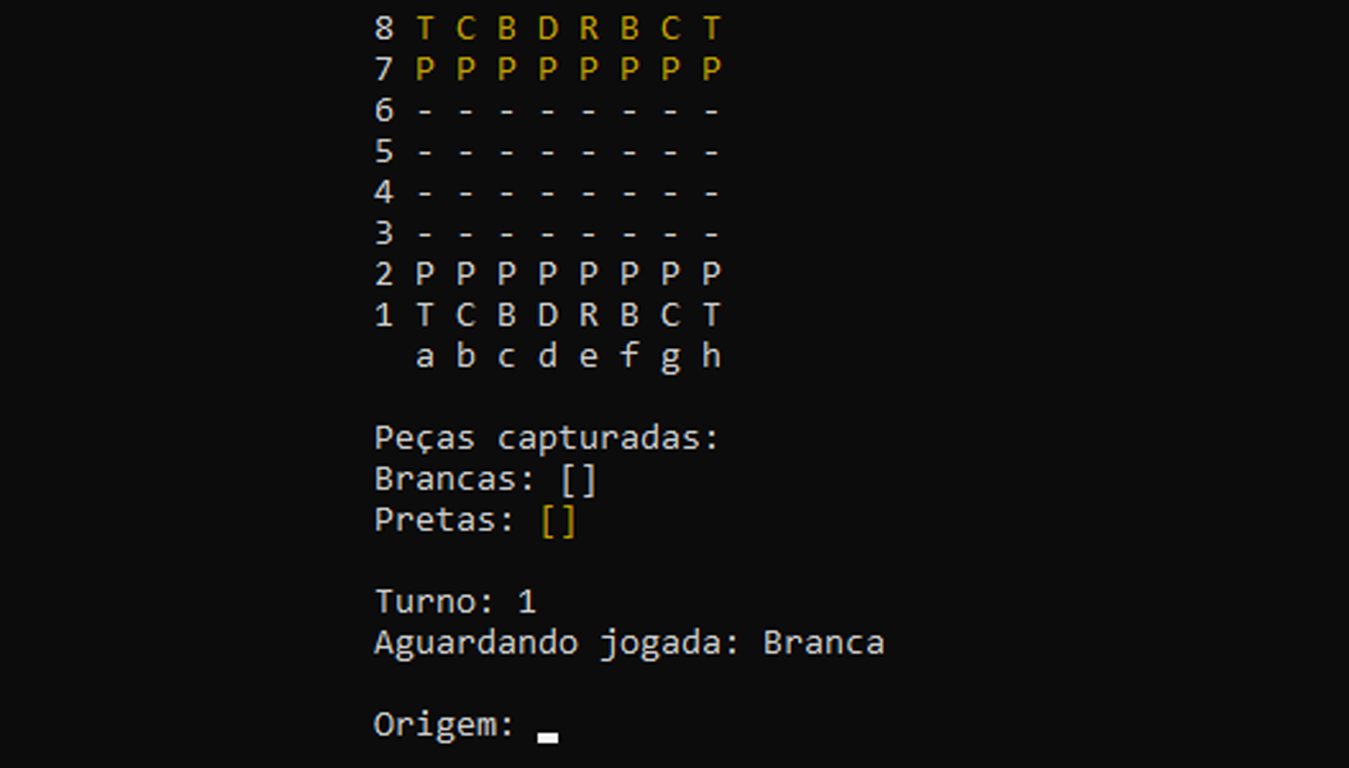 8 T C B D R B C T
7 P P P P P P P P
6 - - - - - - - -
5 - - - - - - - -
4 - - - - - - - -
3 - - - - - - - -
2 P P P P P P P P
1 T C B D R B C T
a b c d e f g h
Peças capturadas:
Brancas: []
Pretas: []
Turno: 1
Aguardando jogada: Branca
Origem: